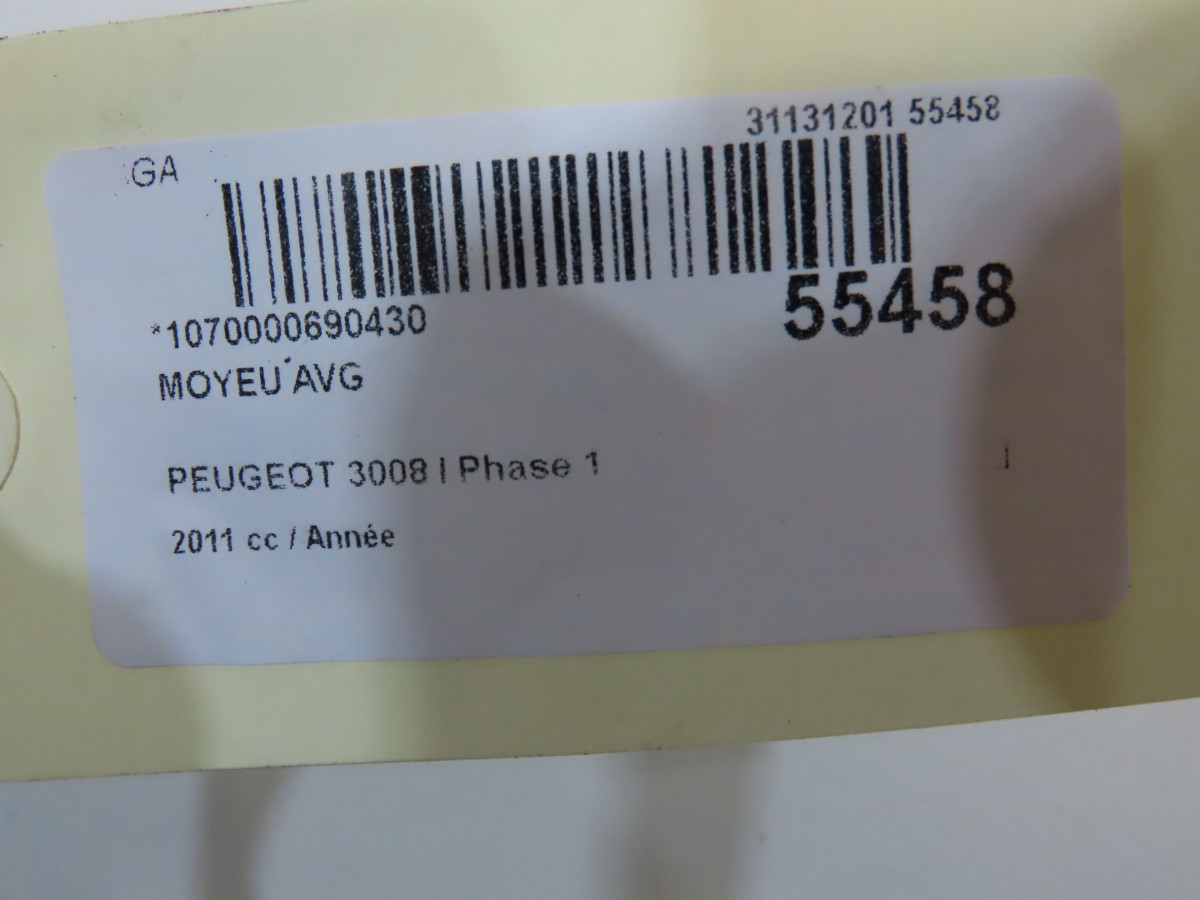 31131201 55458
GA
*1070000690430
55458
MOYEU AVG
PEUGEOT 3008 I Phase 1
2011 cc / Année